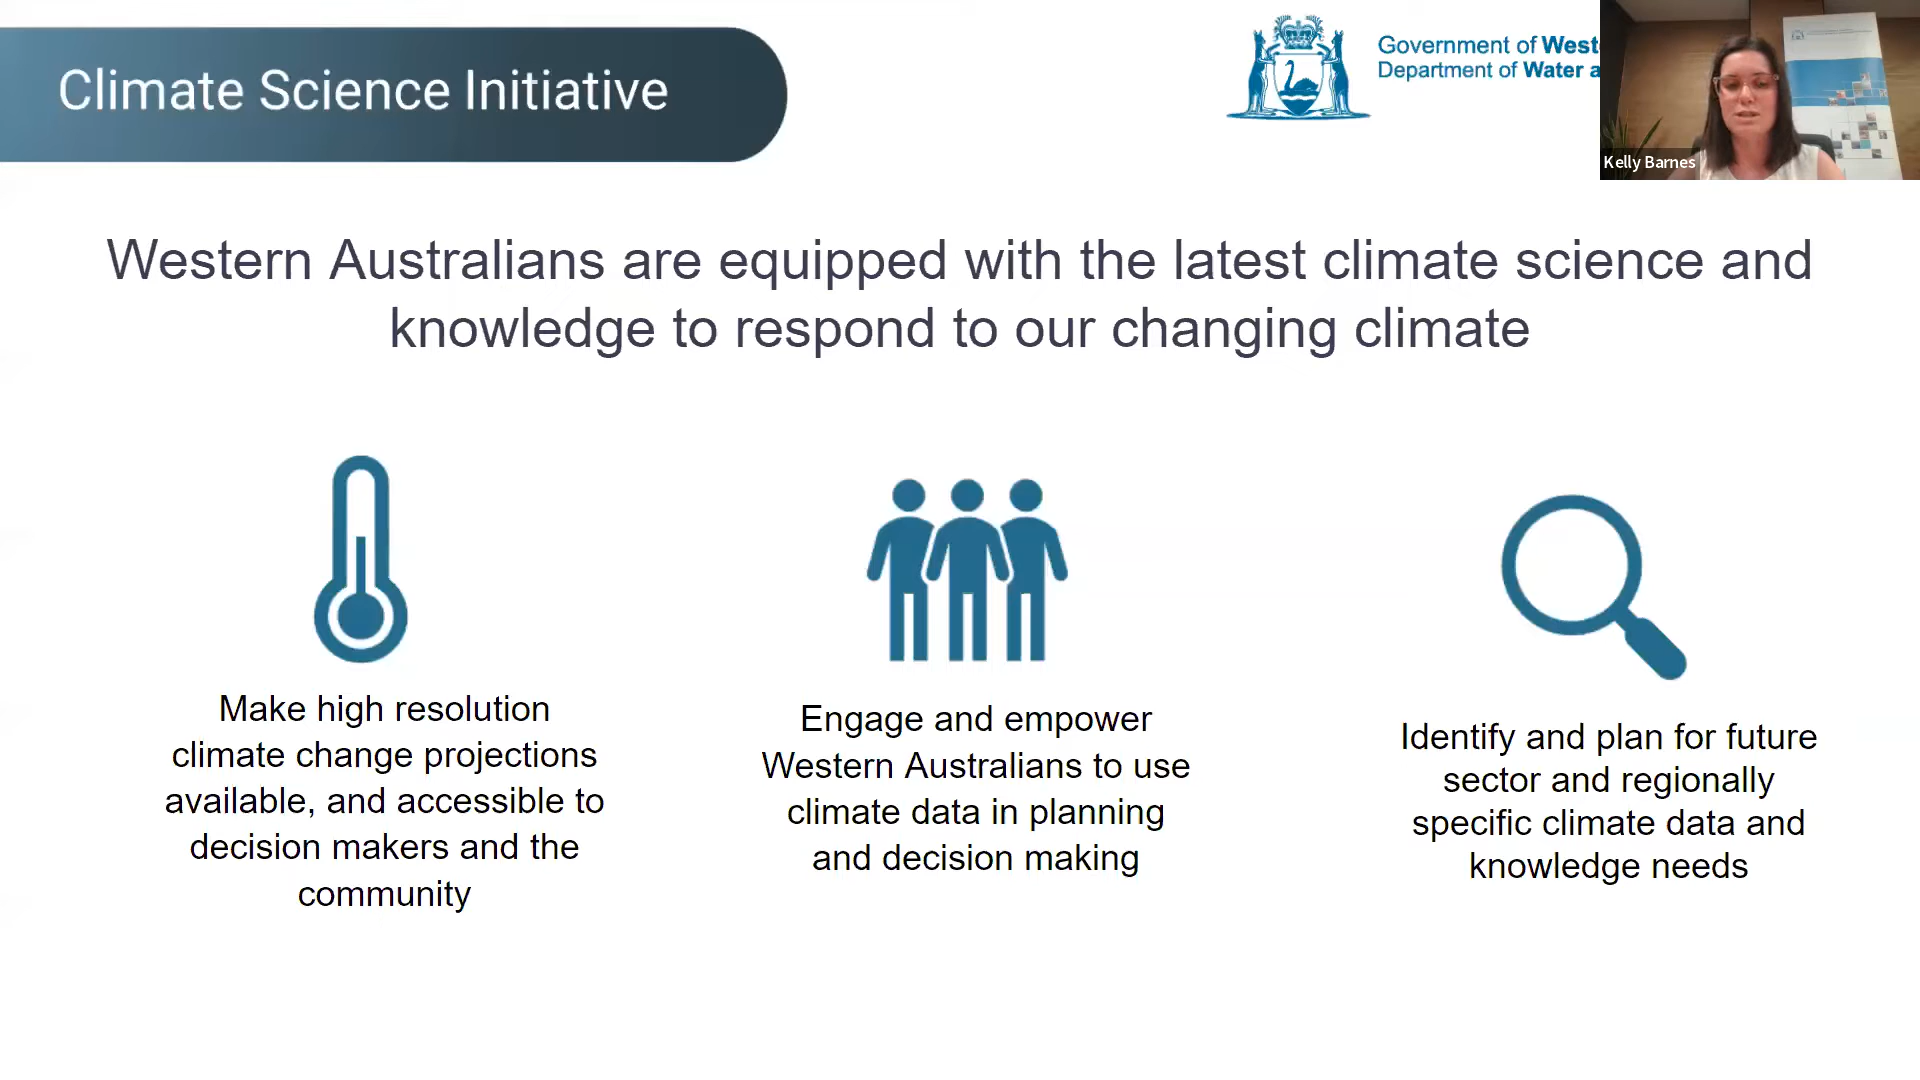 Climate Science Initiative
Government of West
Department of Water a
Kelly Barnes
Western Australians are equipped with the latest climate science and
knowledge to respond to our changing climate
Make high resolution
climate change projections
available, and accessible to
decision makers and the
community
Engage and empower
Western Australians to use
climate data in planning
and decision making
Identify and plan for future
sector and regionally
specific climate data and
knowledge needs